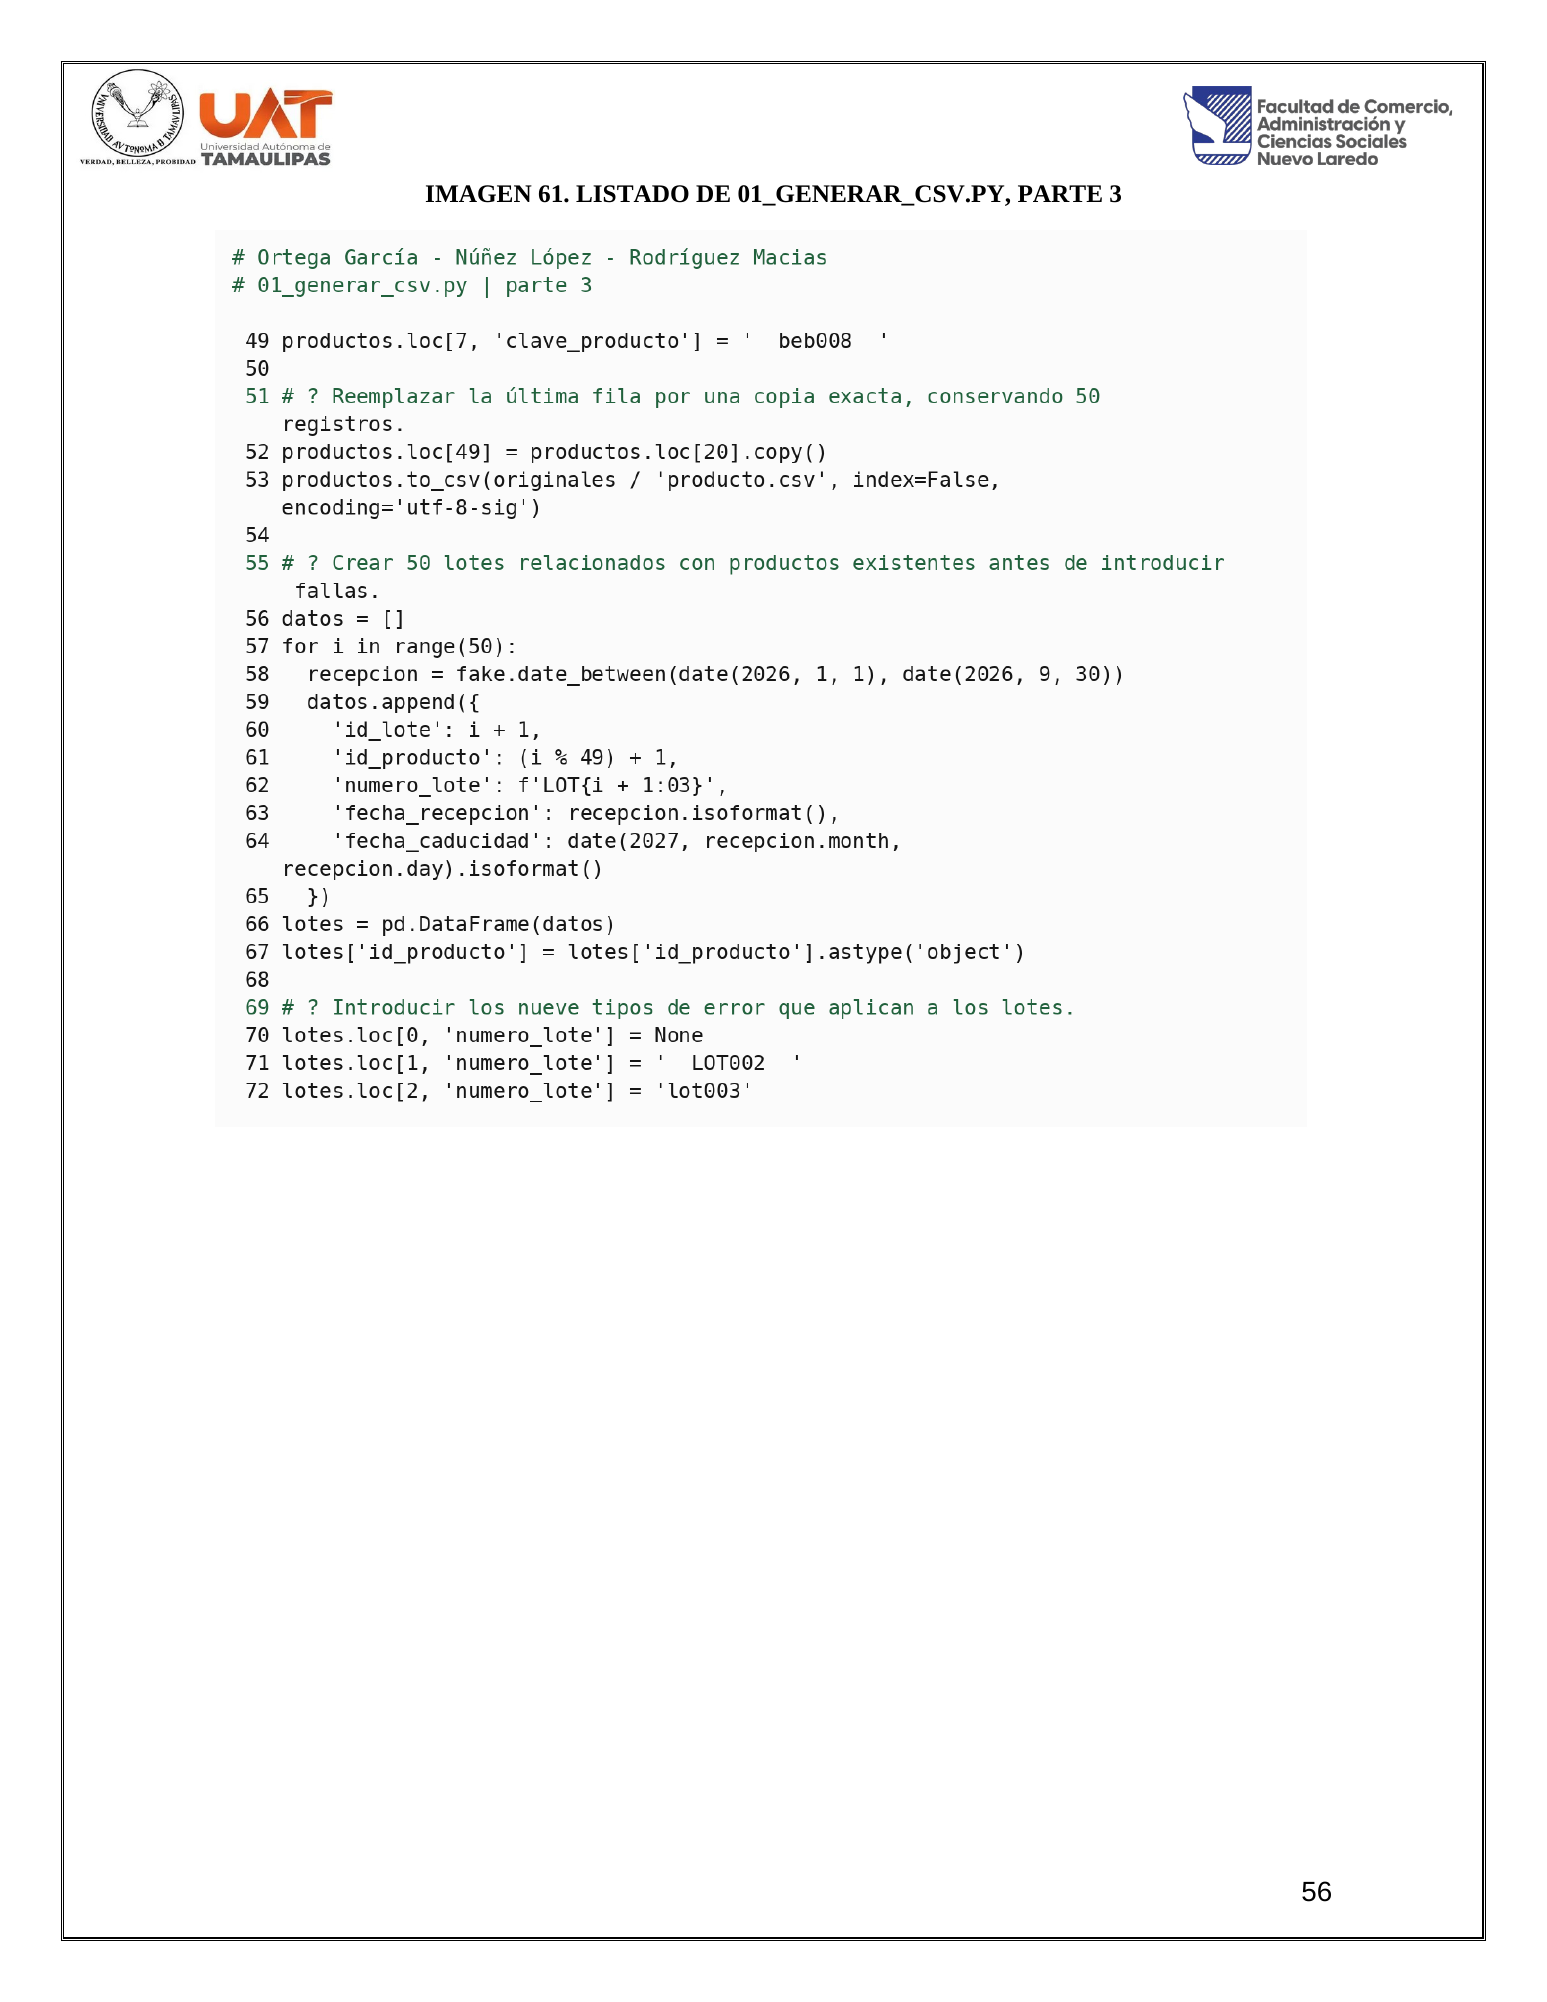 UNIVERSIDAD AVTONOMA D TAMAVLIPAS
VERDAD, BELLEZA, PROBIDAD
UAT
Universidad Autónoma de
TAMAULIPAS
Facultad de Comercio,
Administración y
Ciencias Sociales
Nuevo Laredo
IMAGEN 61. LISTADO DE 01_GENERAR_CSV.PY, PARTE 3
# Ortega García - Núñez López - Rodríguez Macias
# 01_generar_csv.py | parte 3
49 productos.loc[7, 'clave_producto'] = '  beb008  '
50
51 # ? Reemplazar la última fila por una copia exacta, conservando 50
registros.
52 productos.loc[49] = productos.loc[20].copy()
53 productos.to_csv(originales / 'producto.csv', index=False,
encoding='utf-8-sig')
54
55 # ? Crear 50 lotes relacionados con productos existentes antes de introducir
fallas.
56 datos = []
57 for i in range(50):
58   recepcion = fake.date_between(date(2026, 1, 1), date(2026, 9, 30))
59   datos.append({
60     'id_lote': i + 1,
61     'id_producto': (i % 49) + 1,
62     'numero_lote': f'LOT{i + 1:03}',
63     'fecha_recepcion': recepcion.isoformat(),
64     'fecha_caducidad': date(2027, recepcion.month,
recepcion.day).isoformat()
65   })
66 lotes = pd.DataFrame(datos)
67 lotes['id_producto'] = lotes['id_producto'].astype('object')
68
69 # ? Introducir los nueve tipos de error que aplican a los lotes.
70 lotes.loc[0, 'numero_lote'] = None
71 lotes.loc[1, 'numero_lote'] = '  LOT002  '
72 lotes.loc[2, 'numero_lote'] = 'lot003'
56